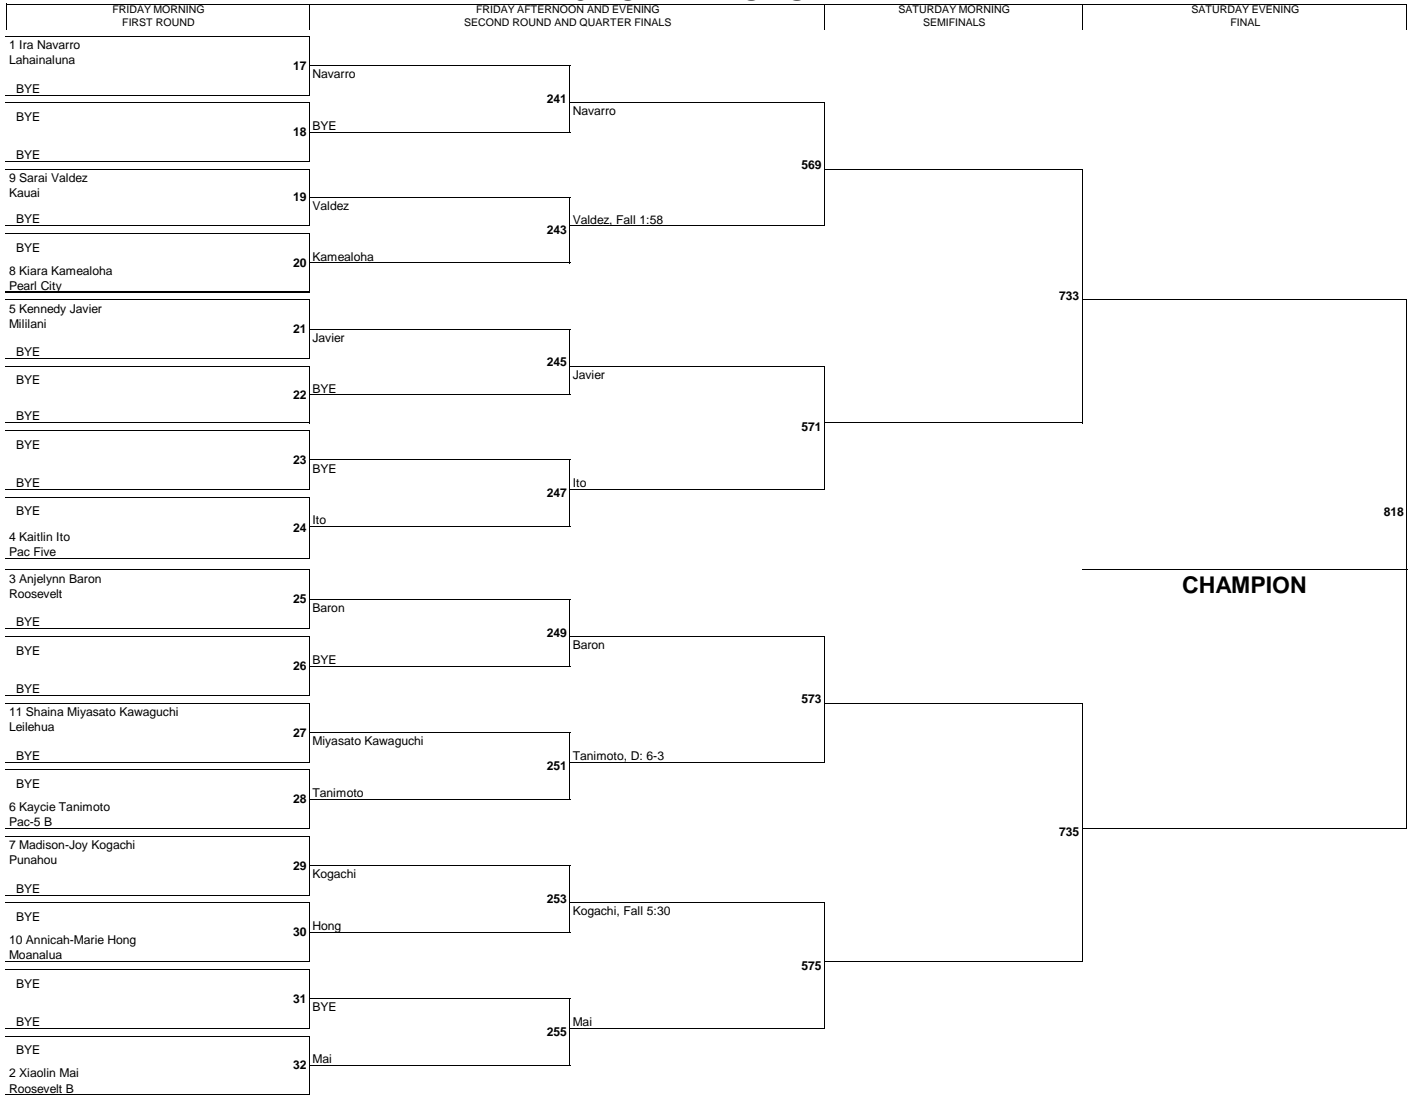 FRIDAY MORNING
FIRST ROUND
FRIDAY AFTERNOON AND EVENING
SECOND ROUND AND QUARTER FINALS
SATURDAY MORNING
SEMIFINALS
SATURDAY EVENING
FINAL
1 Ira Navarro
Lahainaluna
17
BYE
BYE
18
BYE
9 Sarai Valdez
Kauai
19
BYE
BYE
20
8 Kiara Kamealoha
Pearl City
5 Kennedy Javier
Mililani
21
BYE
BYE
22
BYE
BYE
23
BYE
BYE
24
4 Kaitlin Ito
Pac Five
3 Anjelynn Baron
Roosevelt
25
BYE
BYE
26
BYE
11 Shaina Miyasato Kawaguchi
Leilehua
27
BYE
BYE
28
6 Kaycie Tanimoto
Pac-5 B
7 Madison-Joy Kogachi
Punahou
29
BYE
BYE
30
10 Annicah-Marie Hong
Moanalua
BYE
31
BYE
BYE
32
2 Xiaolin Mai
Roosevelt B
Navarro
241
BYE
Valdez
243
Kamealoha
Javier
245
BYE
BYE
247
Ito
Baron
249
BYE
Miyasato Kawaguchi
251
Tanimoto
Kogachi
253
Hong
BYE
255
Mai
Navarro
569
Valdez, Fall 1:58
Javier
571
Ito
Baron
573
Tanimoto, D: 6-3
Kogachi, Fall 5:30
575
Mai
733
735
818
CHAMPION